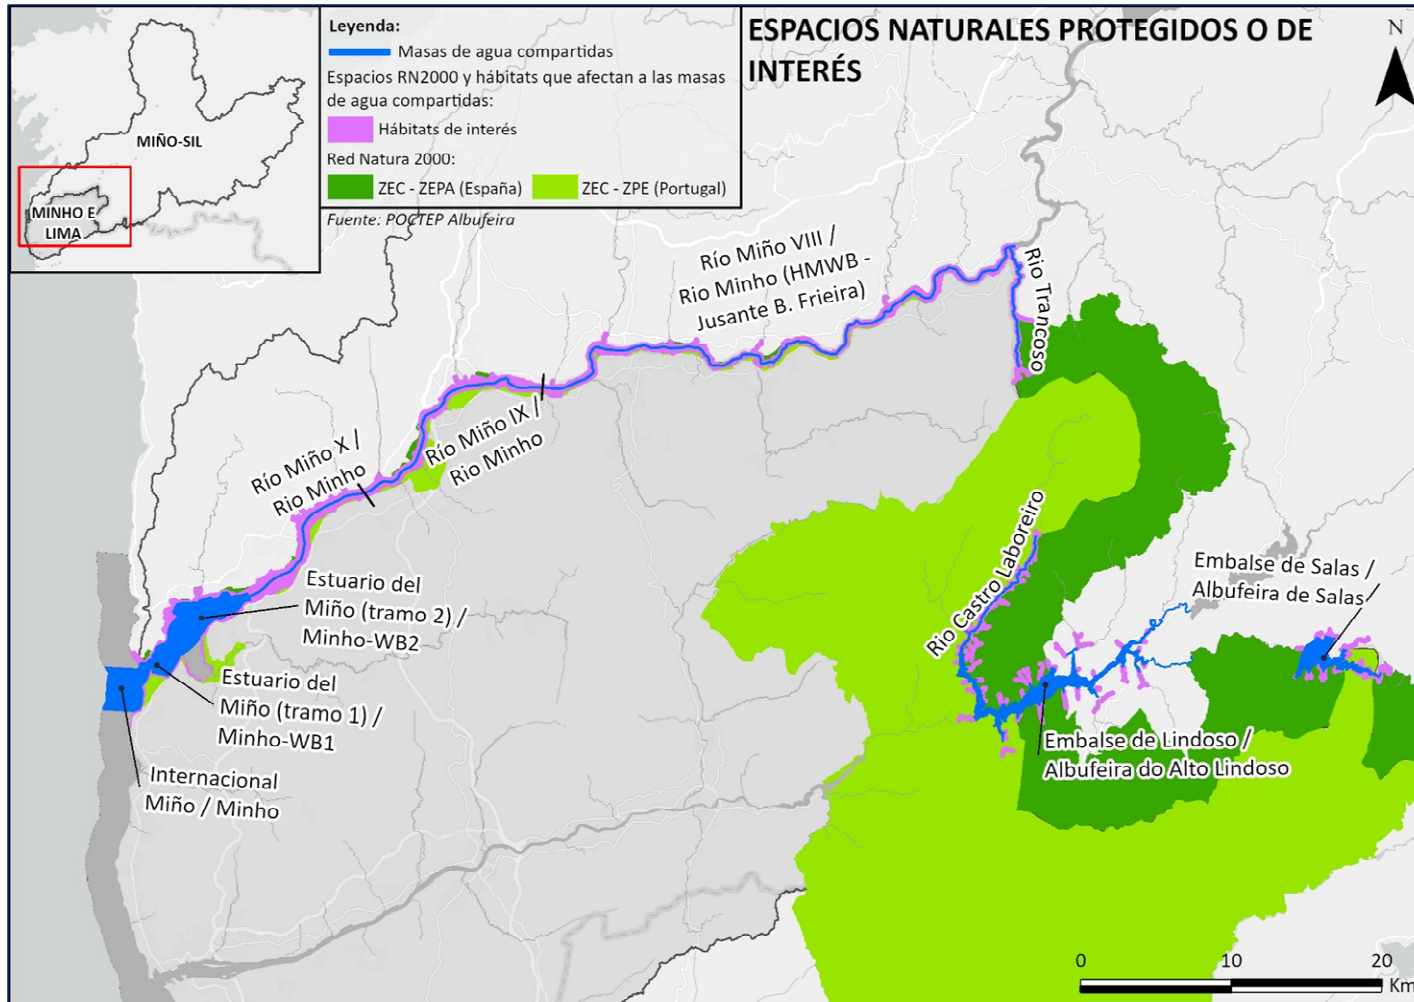 ESPACIOS NATURALES PROTEGIDOS O DE
INTERÉS
N
Leyenda:
Masas de agua compartidas
Espacios RN2000 y hábitats que afectan a las masas
de agua compartidas:
Hábitats de interés
Red Natura 2000:
ZEC - ZEPA (España)
ZEC - ZPE (Portugal)
Fuente: POCTEP Albufeira
MIÑO-SIL
MINHO E
LIMA
Río Miño VIII /
Rio Minho (HMWB -
Jusante B. Frieira)
Rio Trancoso
Río Miño IX /
Rio Minho
Río Miño X /
Rio Minho
Rio Castro Laboreiro
Embalse de Salas /
Albufeira de Salas
Estuario del
Miño (tramo 2) /
Minho-WB2
Estuario del
Miño (tramo 1) /
Minho-WB1
Internacional
Miño / Minho
Embalse de Lindoso /
Albufeira do Alto Lindoso
0 10 20
Km